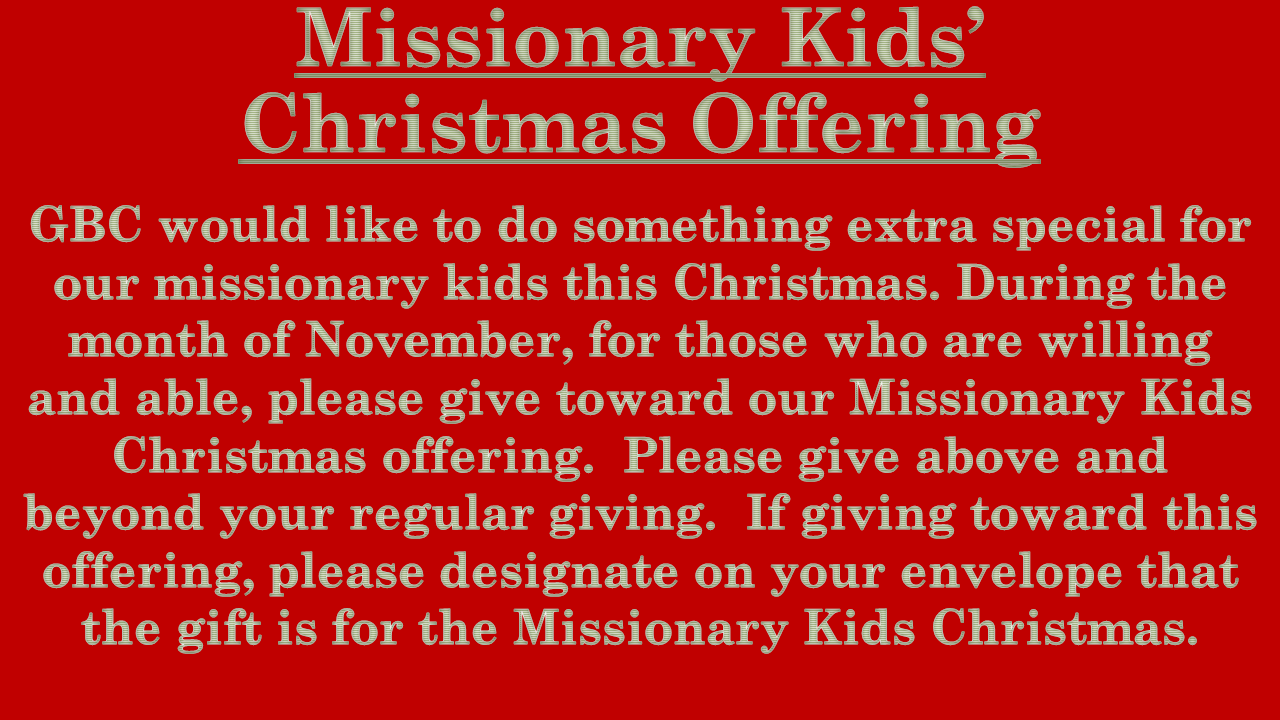 Missionary Kids’
Christmas Offering
GBC would like to do something extra special for
our missionary kids this Christmas. During the
month of November, for those who are willing
and able, please give toward our Missionary Kids
Christmas offering.  Please give above and
beyond your regular giving.  If giving toward this
offering, please designate on your envelope that
the gift is for the Missionary Kids Christmas.